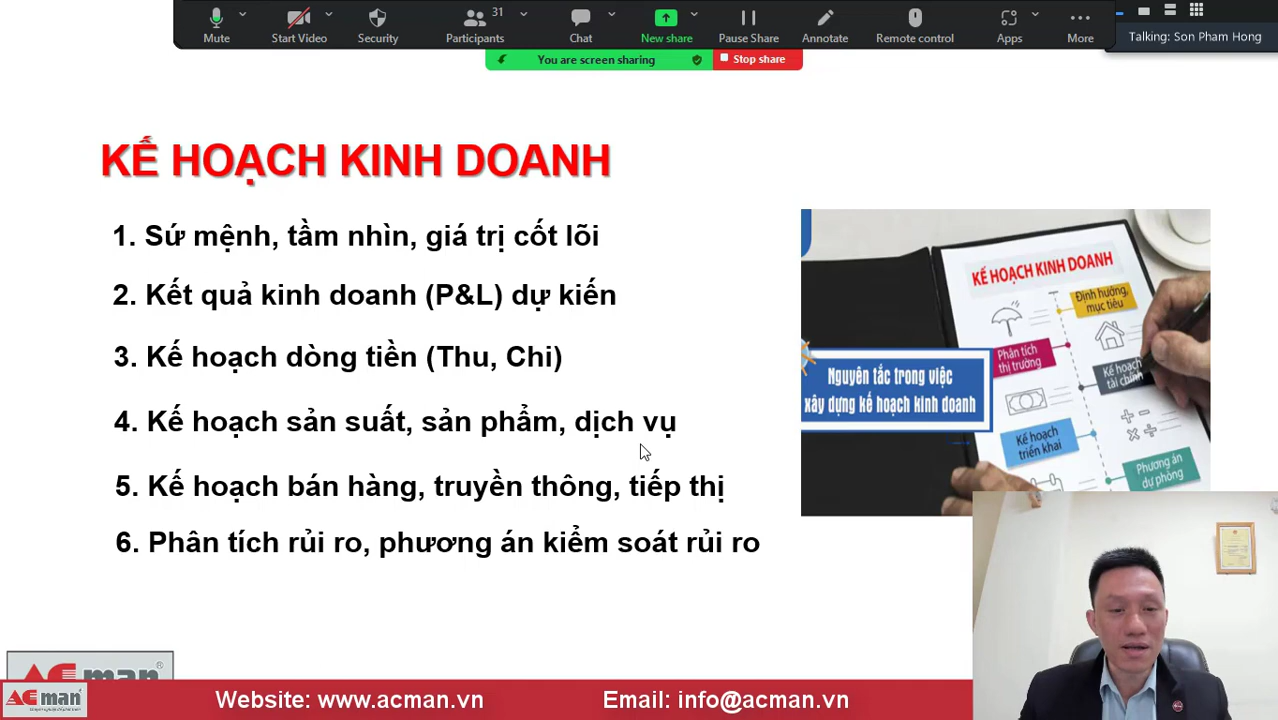 31
Mute
Start Video
Security
Participants
Chat
New share
Pause Share
Annotate
Remote control
Apps
More
Talking: Son Pham Hong
You are screen sharing
Stop share
KẾ HOẠCH KINH DOANH
1. Sứ mệnh, tầm nhìn, giá trị cốt lõi
2. Kết quả kinh doanh (P&L) dự kiến
3. Kế hoạch dòng tiền (Thu, Chi)
4. Kế hoạch sản suất, sản phẩm, dịch vụ
5. Kế hoạch bán hàng, truyền thông, tiếp thị
6. Phân tích rủi ro, phương án kiểm soát rủi ro
KẾ HOẠCH KINH DOANH
Định hướng,
mục tiêu
Phân tích
thị trường
Kế hoạch
tài chính
Nguyên tắc trong việc
xây dựng kế hoạch kinh doanh
Kế hoạch
triển khai
Phương án
dự phòng
ACman
ACman
Website: www.acman.vn
Email: info@acman.vn